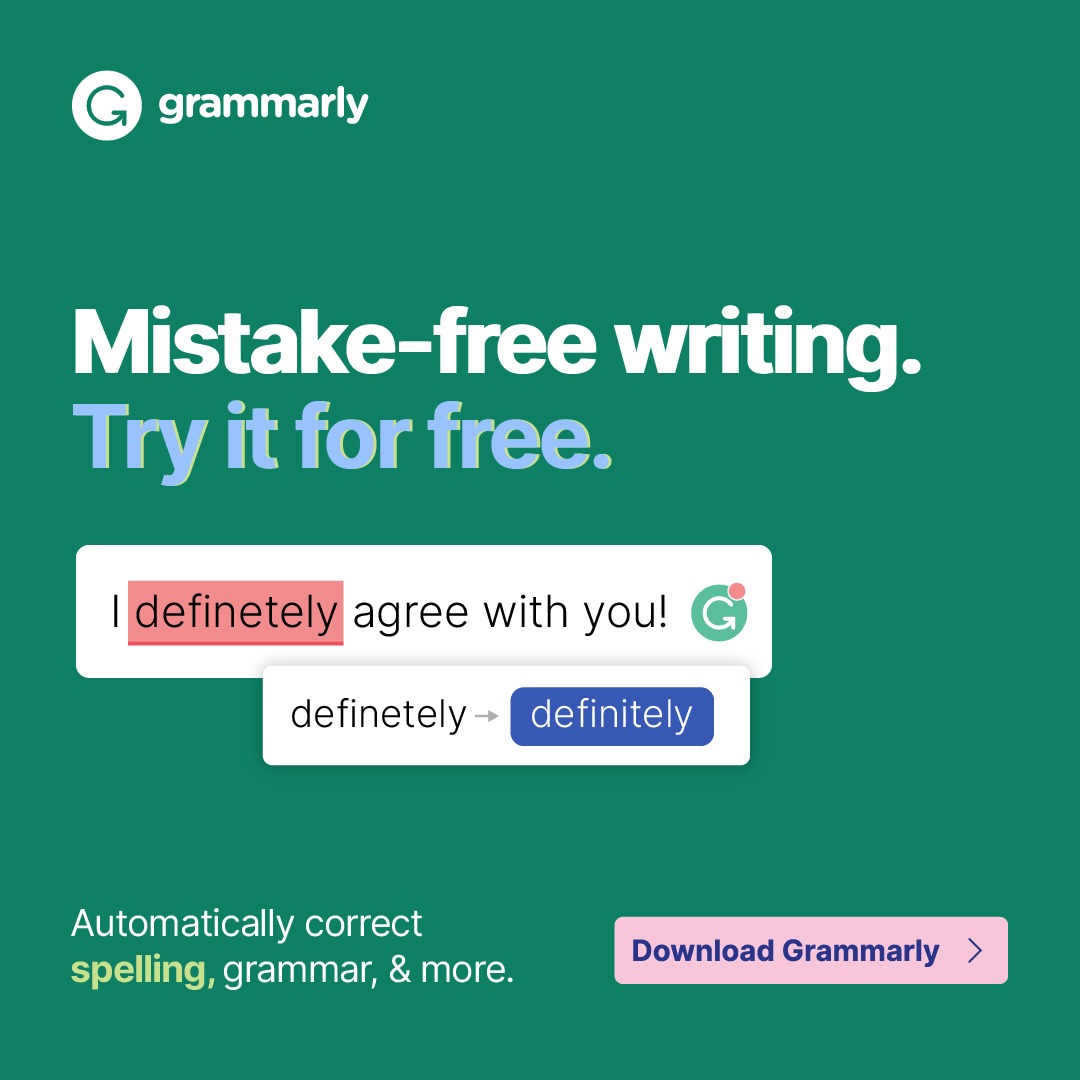 grammarly
Mistake-free writing.
Try it for free.
I definetely agree with you!
definetely → definitely
Automatically correct
spelling, grammar, & more.
Download Grammarly >